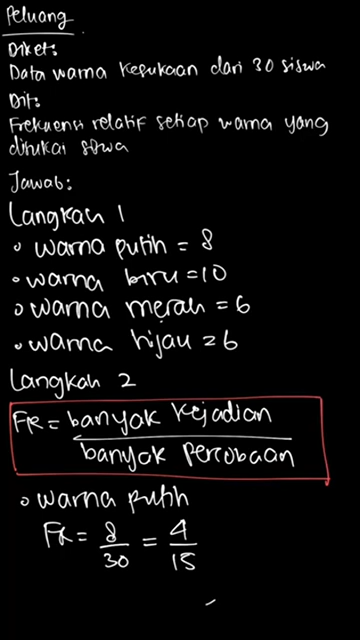 Peluang
Diket:
Data warna kesukaan dari 30 siswa
Dit:
Frekuensi relatif setiap warna yang
disukai siswa
Jawab:
Langkah 1
• warna putih = 8
• warna biru = 10
• warna merah = 6
• warna hijau = 6
Langkah 2
FR = banyak kejadian
banyak percobaan
• warna putih
FR = 8/30 = 4/15